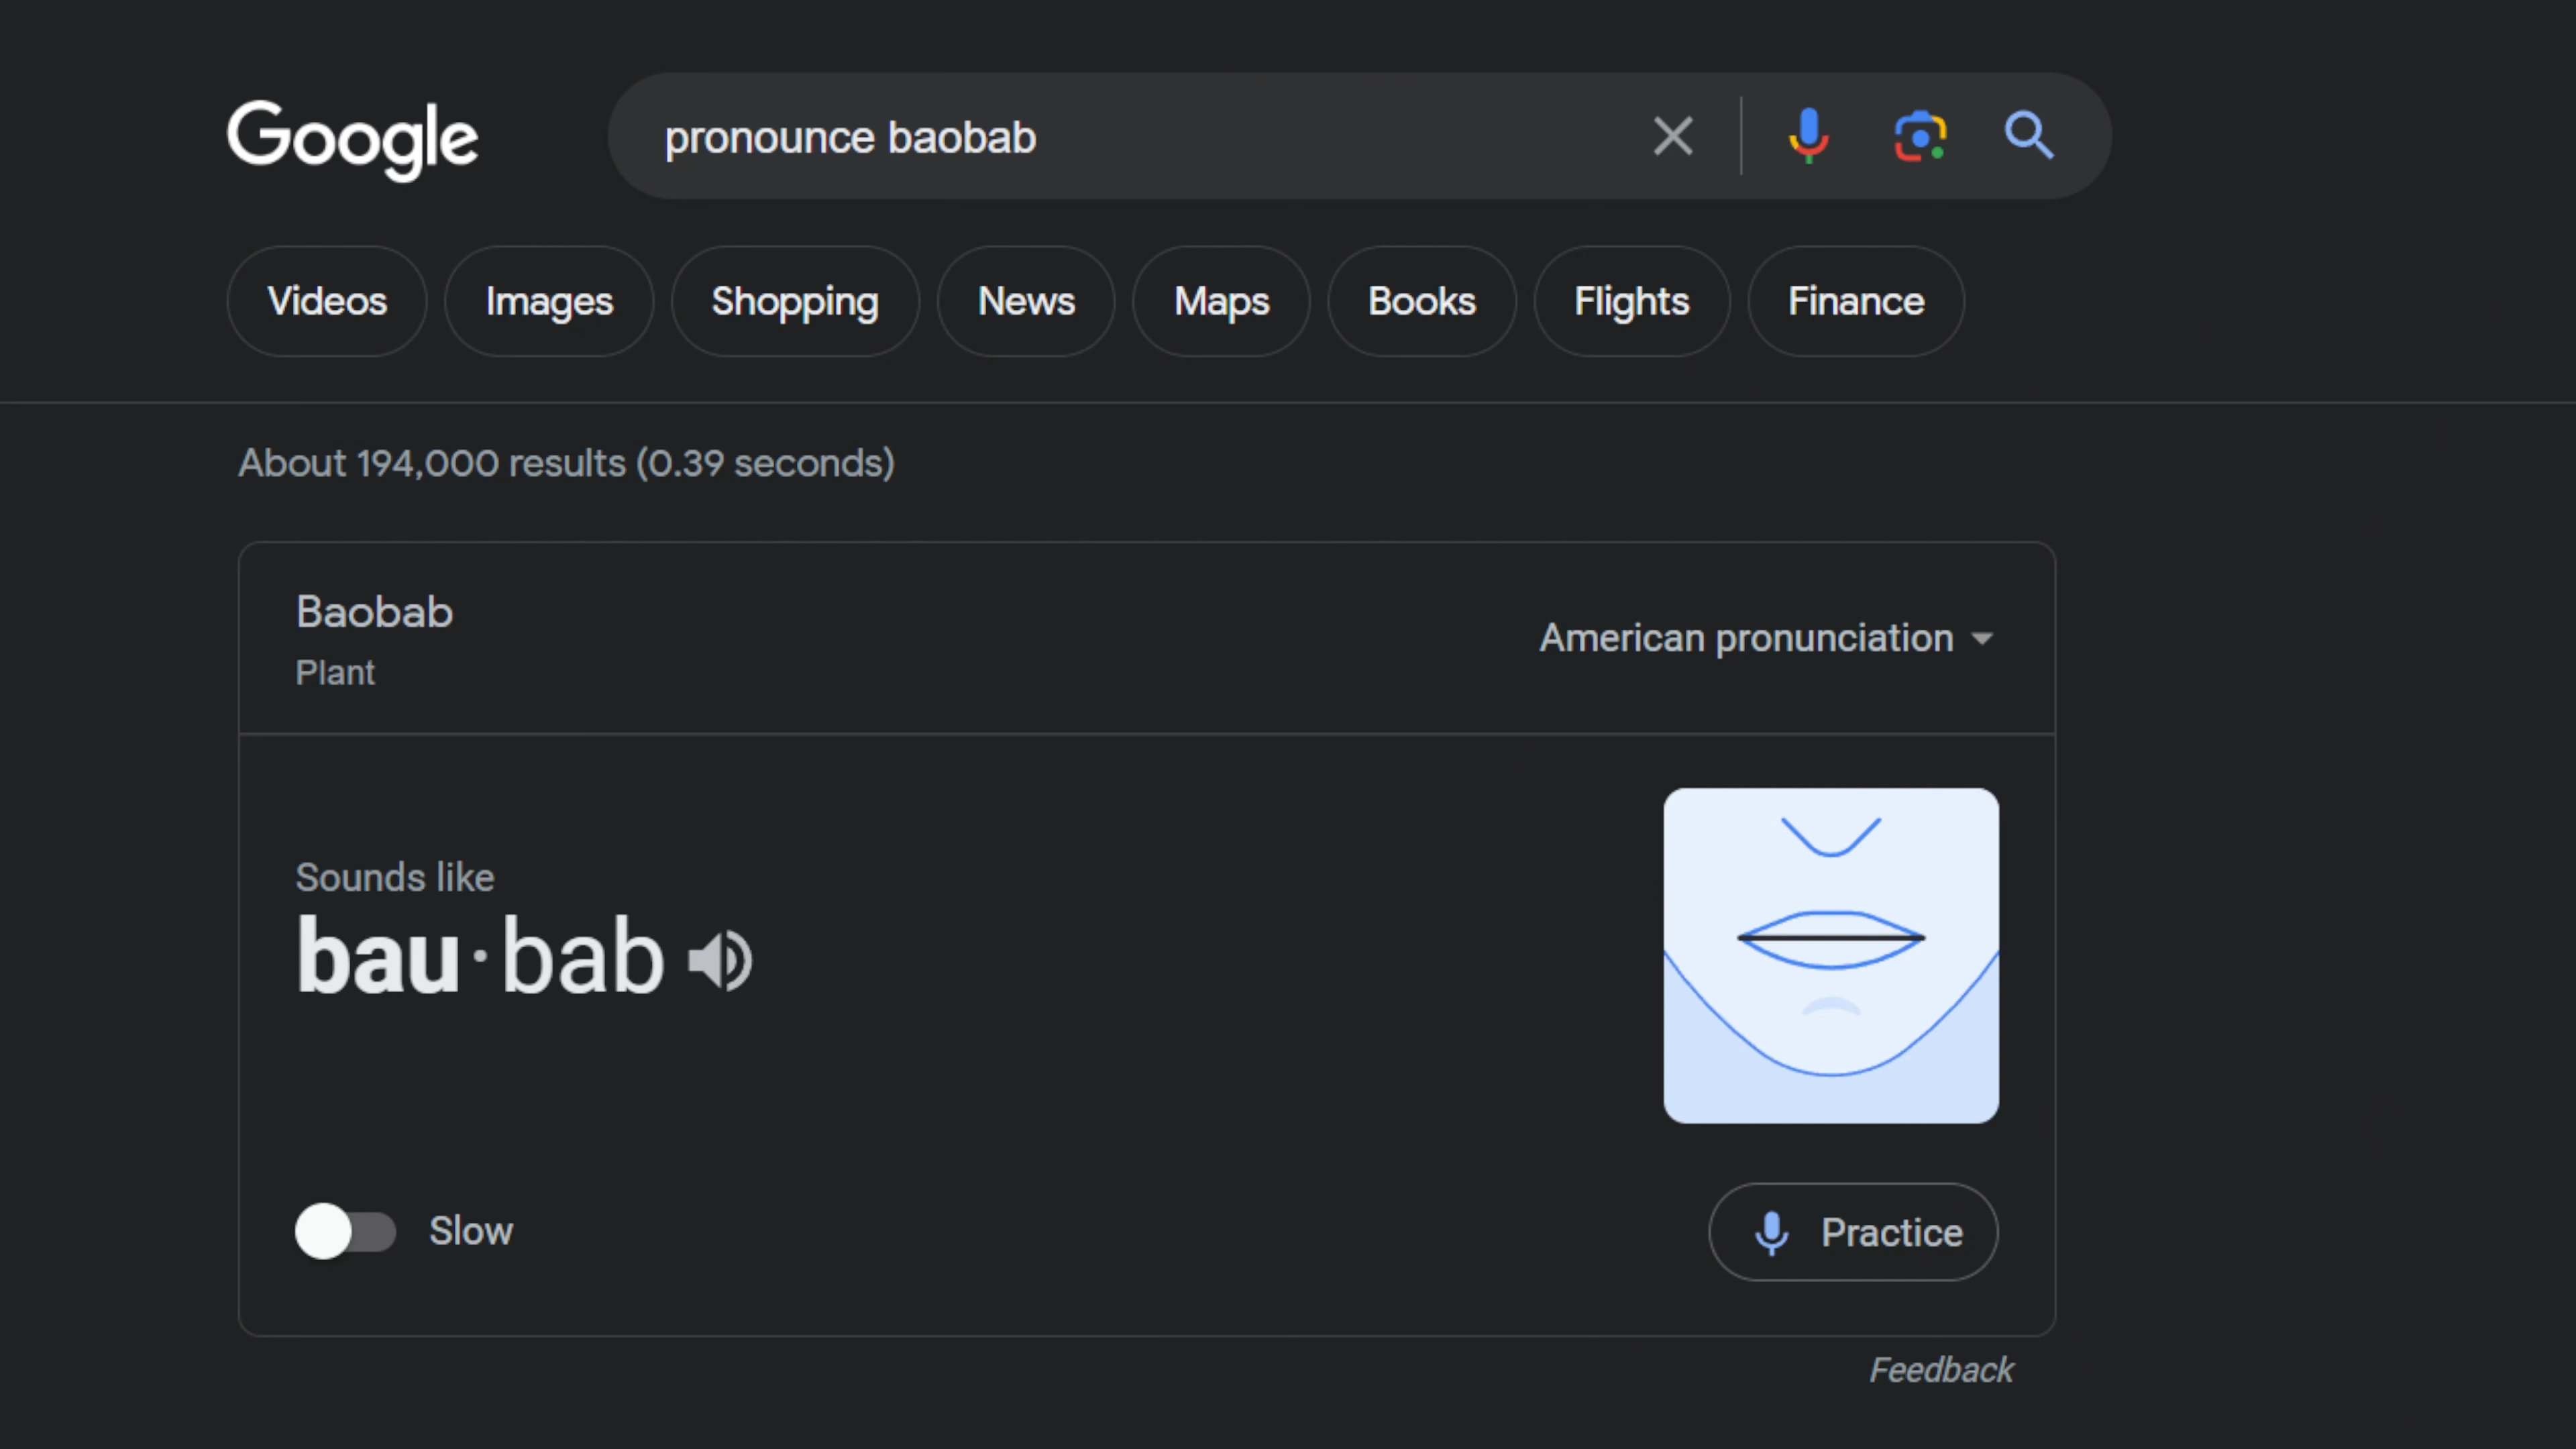 Google pronounce baobab
Videos Images Shopping News Maps Books Flights Finance
About 194,000 results (0.39 seconds)
Baobab
American pronunciation
Plant
Sounds like
bau·bab
Slow
Practice
Feedback